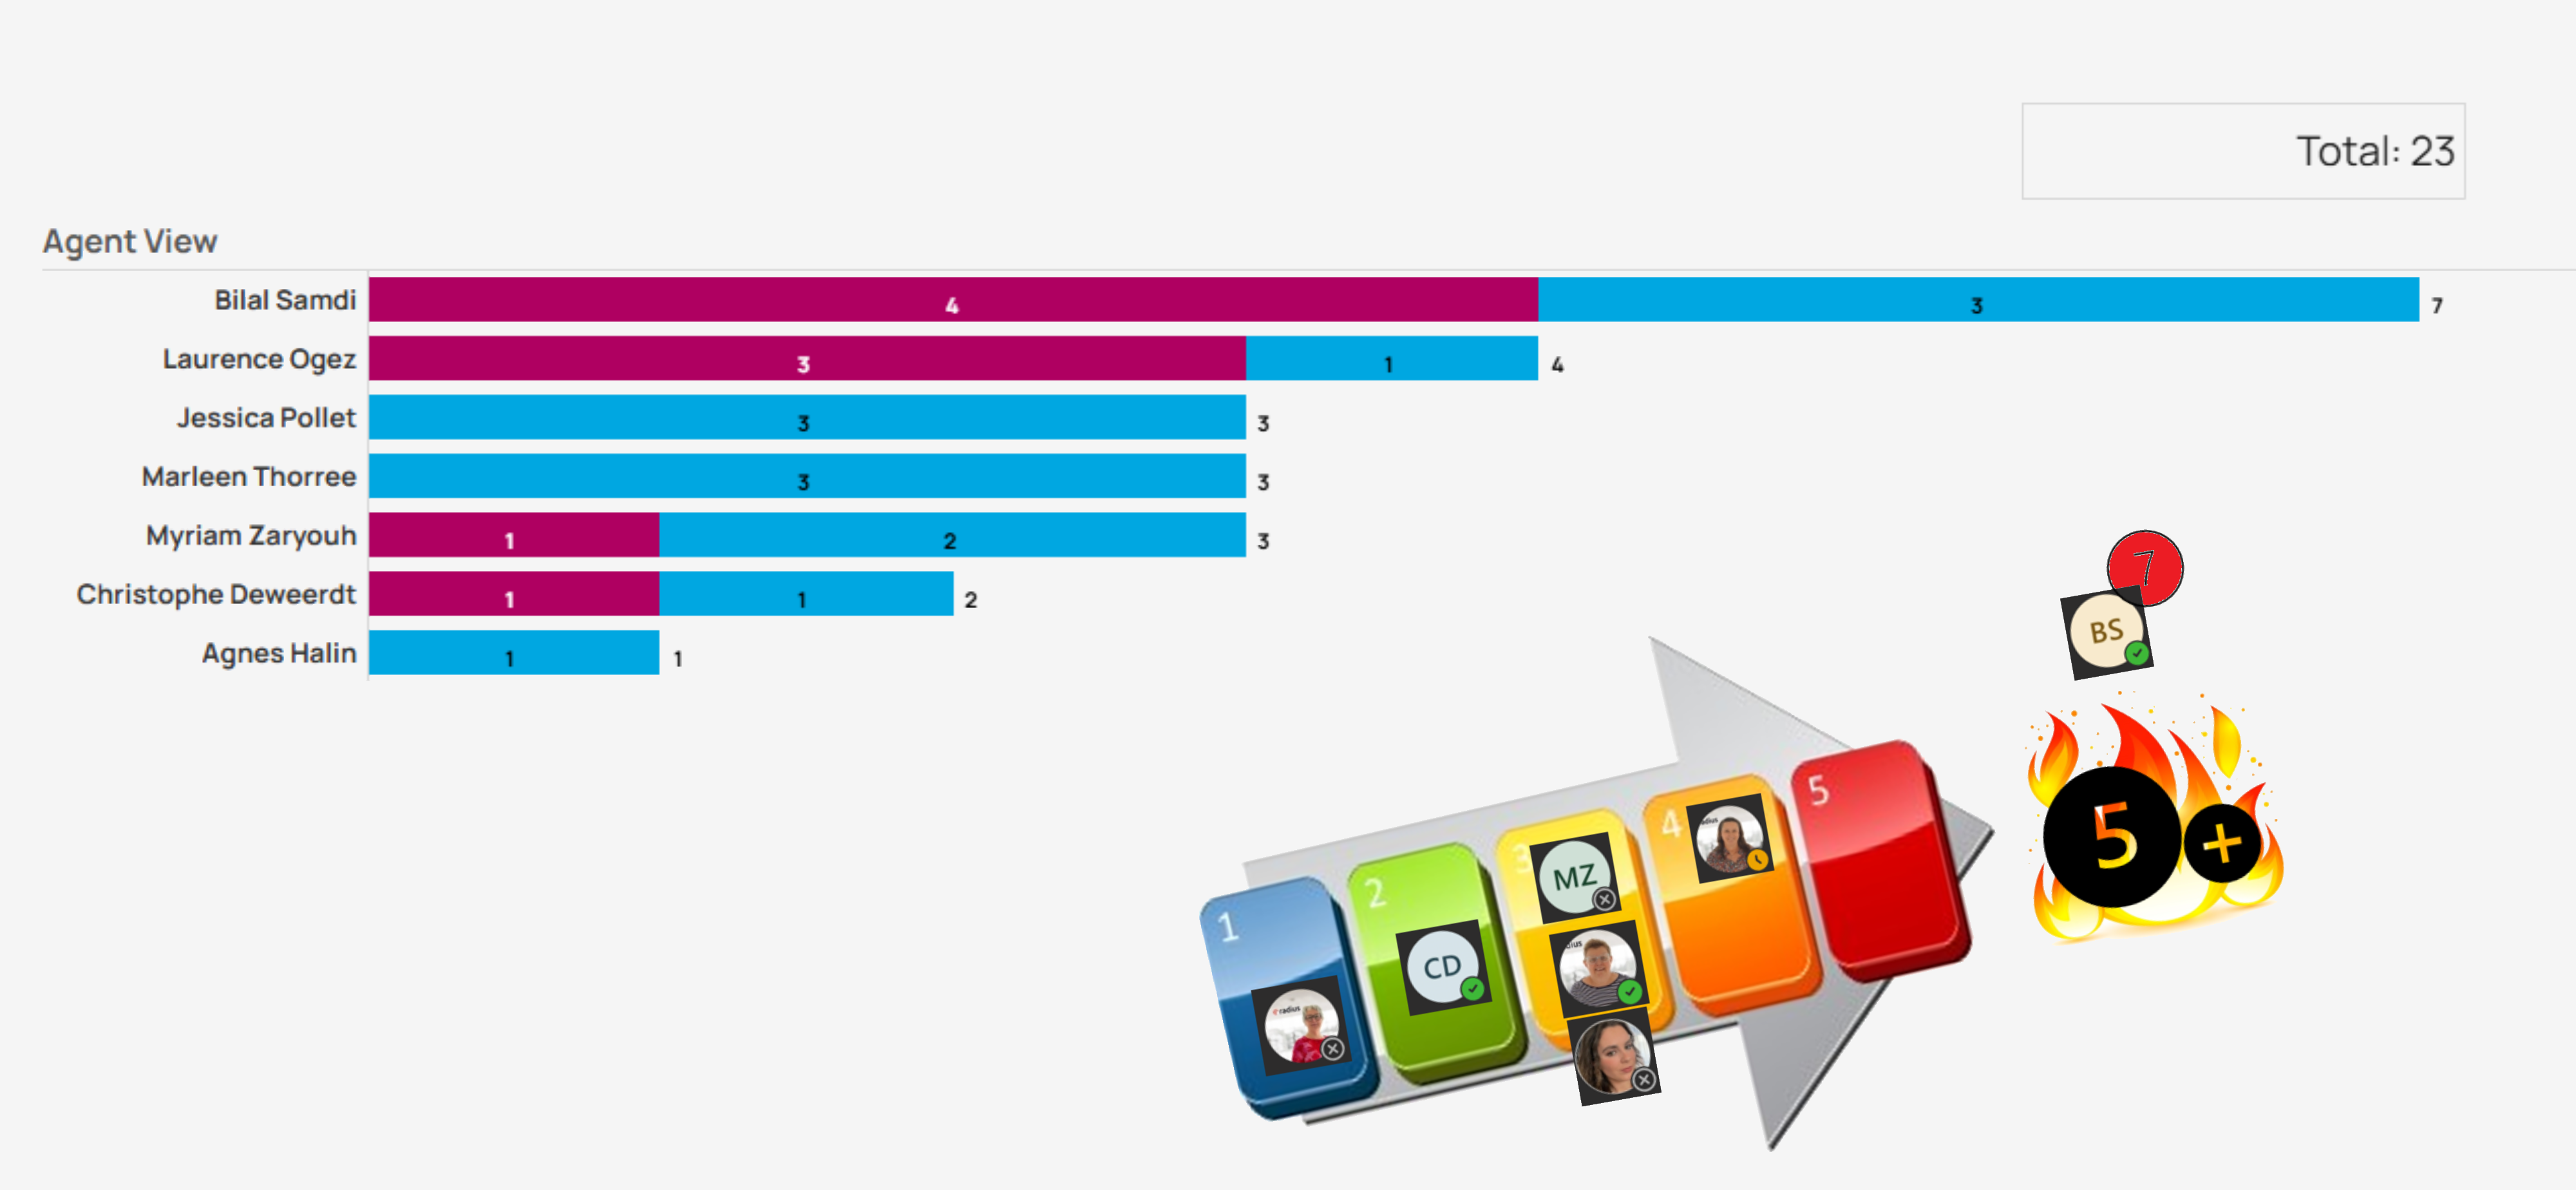 Total: 23
Agent View
Bilal Samdi 4 3 7
Laurence Ogez 3 1 4
Jessica Pollet 3 3
Marleen Thorree 3 3
Myriam Zaryouh 1 2 3
Christophe Deweerdt 1 1 2
Agnes Halin 1 1
7
BS
5
4
3
MZ
2
1
CD
5 +
radius